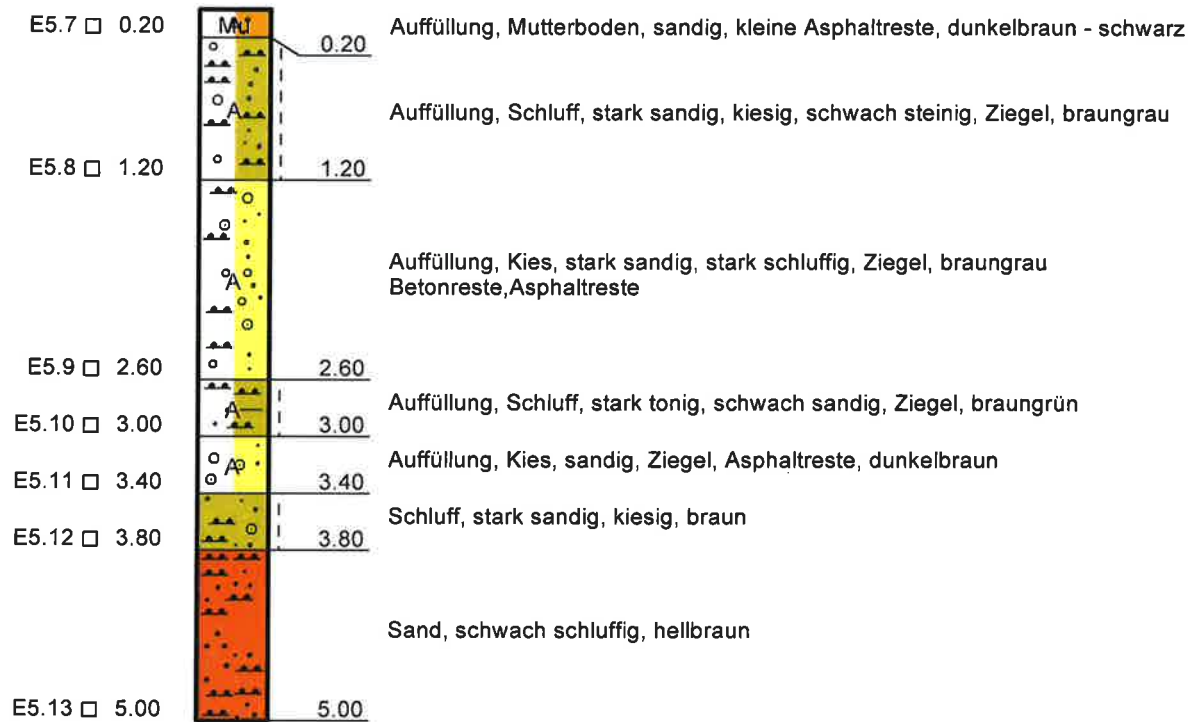 E5.7 □ 0.20 Mu 0.20 Auffüllung, Mutterboden, sandig, kleine Asphaltreste, dunkelbraun - schwarz
A Auffüllung, Schluff, stark sandig, kiesig, schwach steinig, Ziegel, braungrau
E5.8 □ 1.20 1.20
A Auffüllung, Kies, stark sandig, stark schluffig, Ziegel, braungrau
Betonreste,Asphaltreste
E5.9 □ 2.60 2.60
A Auffüllung, Schluff, stark tonig, schwach sandig, Ziegel, braungrün
E5.10 □ 3.00 3.00
A Auffüllung, Kies, sandig, Ziegel, Asphaltreste, dunkelbraun
E5.11 □ 3.40 3.40
Schluff, stark sandig, kiesig, braun
E5.12 □ 3.80 3.80
Sand, schwach schluffig, hellbraun
E5.13 □ 5.00 5.00